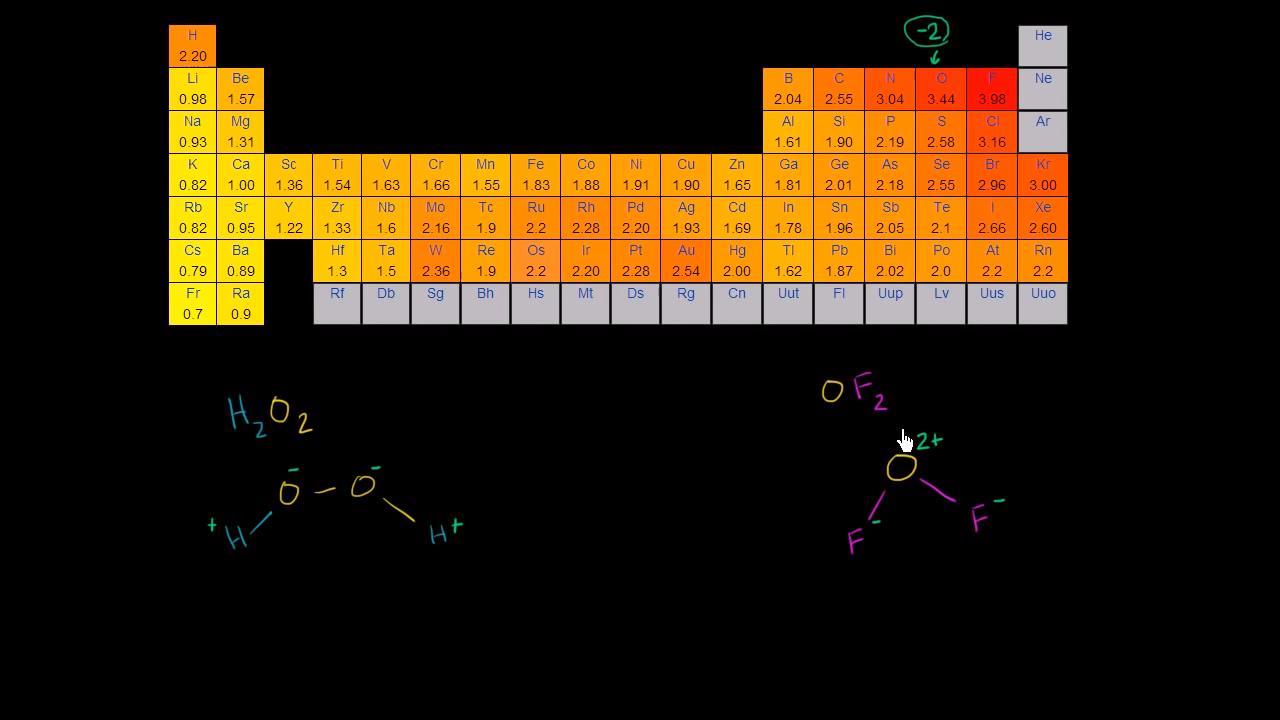 -2
H He
2.20
Li Be B C N O F Ne
0.98 1.57 2.04 2.55 3.04 3.44 3.98
Na Mg Al Si P S Cl Ar
0.93 1.31 1.61 1.90 2.19 2.58 3.16
K Ca Sc Ti V Cr Mn Fe Co Ni Cu Zn Ga Ge As Se Br Kr
0.82 1.00 1.36 1.54 1.63 1.66 1.55 1.83 1.88 1.91 1.90 1.65 1.81 2.01 2.18 2.55 2.96 3.00
Rb Sr Y Zr Nb Mo Tc Ru Rh Pd Ag Cd In Sn Sb Te I Xe
0.82 0.95 1.22 1.33 1.6 2.16 1.9 2.2 2.28 2.20 1.93 1.69 1.78 1.96 2.05 2.1 2.66 2.60
Cs Ba Hf Ta W Re Os Ir Pt Au Hg Tl Pb Bi Po At Rn
0.79 0.89 1.3 1.5 2.36 1.9 2.2 2.20 2.28 2.54 2.00 1.62 1.87 2.02 2.0 2.2 2.2
Fr Ra Rf Db Sg Bh Hs Mt Ds Rg Cn Uut Fl Uup Lv Uus Uuo
0.7 0.9
H2O2
O- - O-
+H H+
OF2
O2+
F- F-